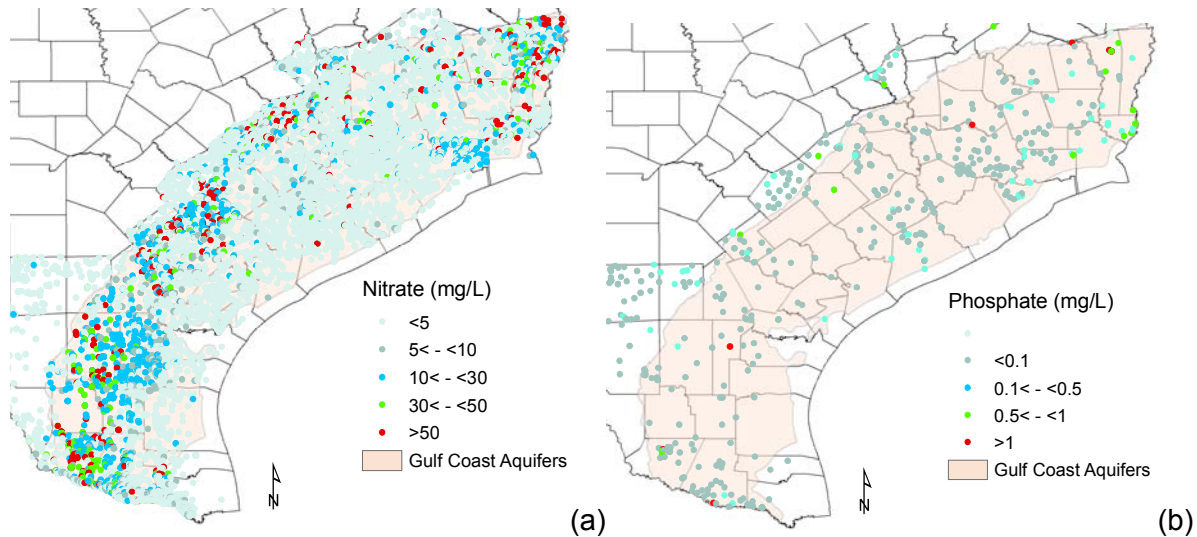 Nitrate (mg/L)
<5
5< - <10
10< - <30
30< - <50
>50
Gulf Coast Aquifers
N
(a)
Phosphate (mg/L)
<0.1
0.1< - <0.5
0.5< - <1
>1
Gulf Coast Aquifers
N
(b)